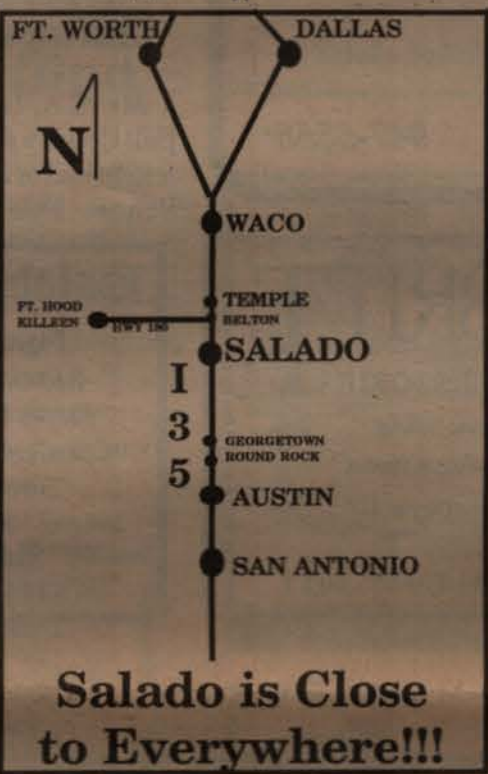 FT. WORTH
DALLAS
N
WACO
TEMPLE
FT. HOOD
KILLEEN
HWY 190
BELTON
SALADO
I
3
5
GEORGETOWN
ROUND ROCK
AUSTIN
SAN ANTONIO
Salado is Close
to Everywhere!!!